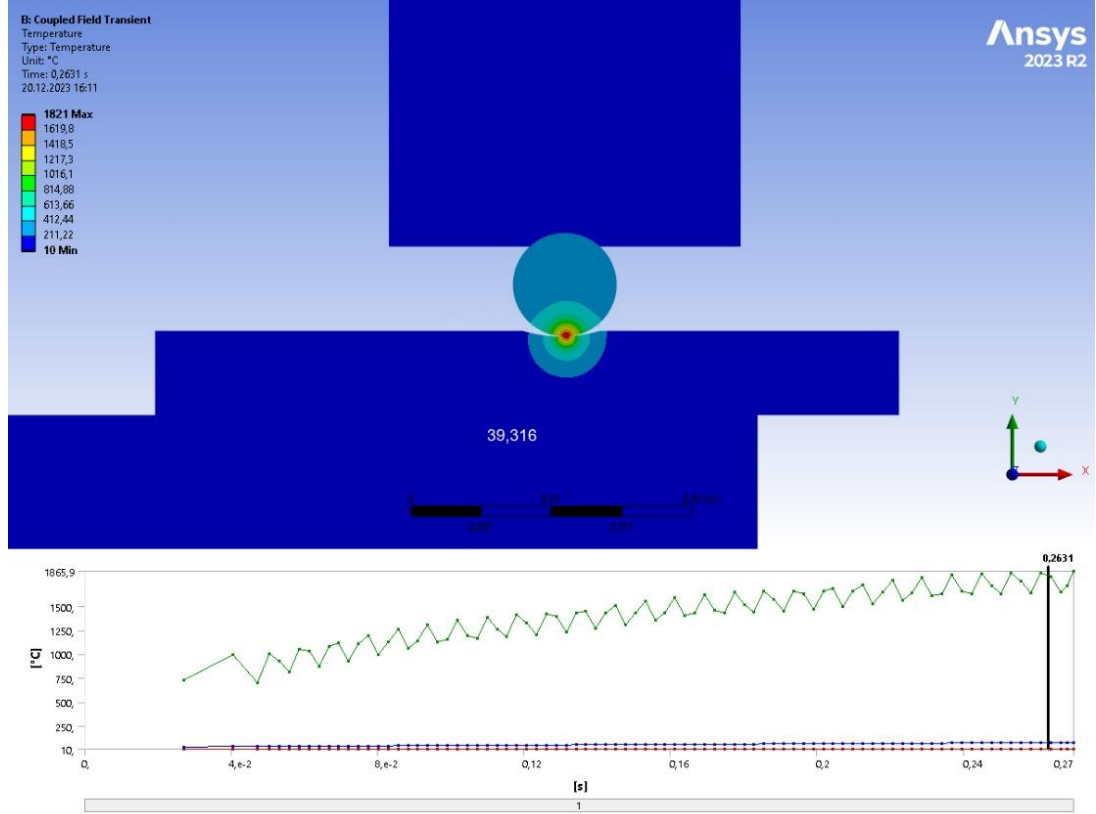 B: Coupled Field Transient
Temperature
Type: Temperature
Unit: °C
Time: 0,2631 s
20.12.2023 16:11
1821 Max
1619,8
1418,5
1217,3
1016,1
814,88
613,66
412,44
211,22
10 Min
Ansys
2023 R2
39,316
Y
X
0,2631
1865,9
1500,
1250,
1000,
750,
500,
250,
10,
[°C]
0,
4,e-2
8,e-2
0,12
0,16
0,2
0,24
0,27
[s]
1